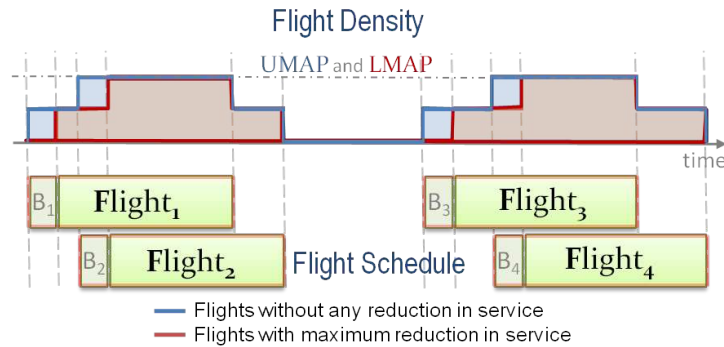 Flight Density
UMAP and LMAP
time
B1 Flight1
B3 Flight3
B2 Flight2
Flight Schedule
B4 Flight4
Flights without any reduction in service
Flights with maximum reduction in service